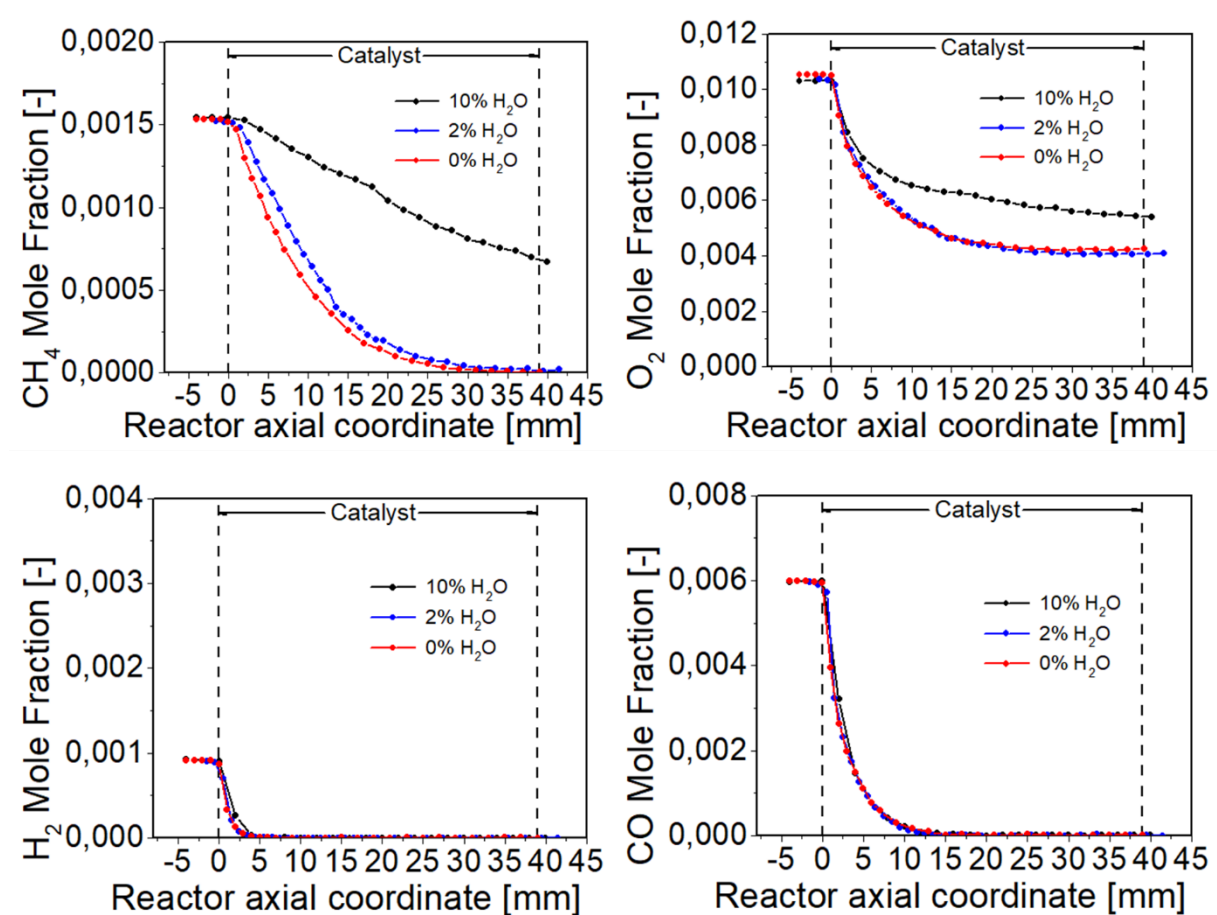 CH₄ Mole Fraction [-]
0,0020
0,0015
0,0010
0,0005
0,0000
Catalyst
10% H₂O
2% H₂O
0% H₂O
-5 0 5 10 15 20 25 30 35 40 45
Reactor axial coordinate [mm]
O₂ Mole Fraction [-]
0,012
0,010
0,008
0,006
0,004
0,002
0,000
Catalyst
10% H₂O
2% H₂O
0% H₂O
-5 0 5 10 15 20 25 30 35 40 45
Reactor axial coordinate [mm]
H₂ Mole Fraction [-]
0,004
0,003
0,002
0,001
0,000
Catalyst
10% H₂O
2% H₂O
0% H₂O
-5 0 5 10 15 20 25 30 35 40 45
Reactor axial coordinate [mm]
CO Mole Fraction [-]
0,008
0,006
0,004
0,002
0,000
Catalyst
10% H₂O
2% H₂O
0% H₂O
-5 0 5 10 15 20 25 30 35 40 45
Reactor axial coordinate [mm]